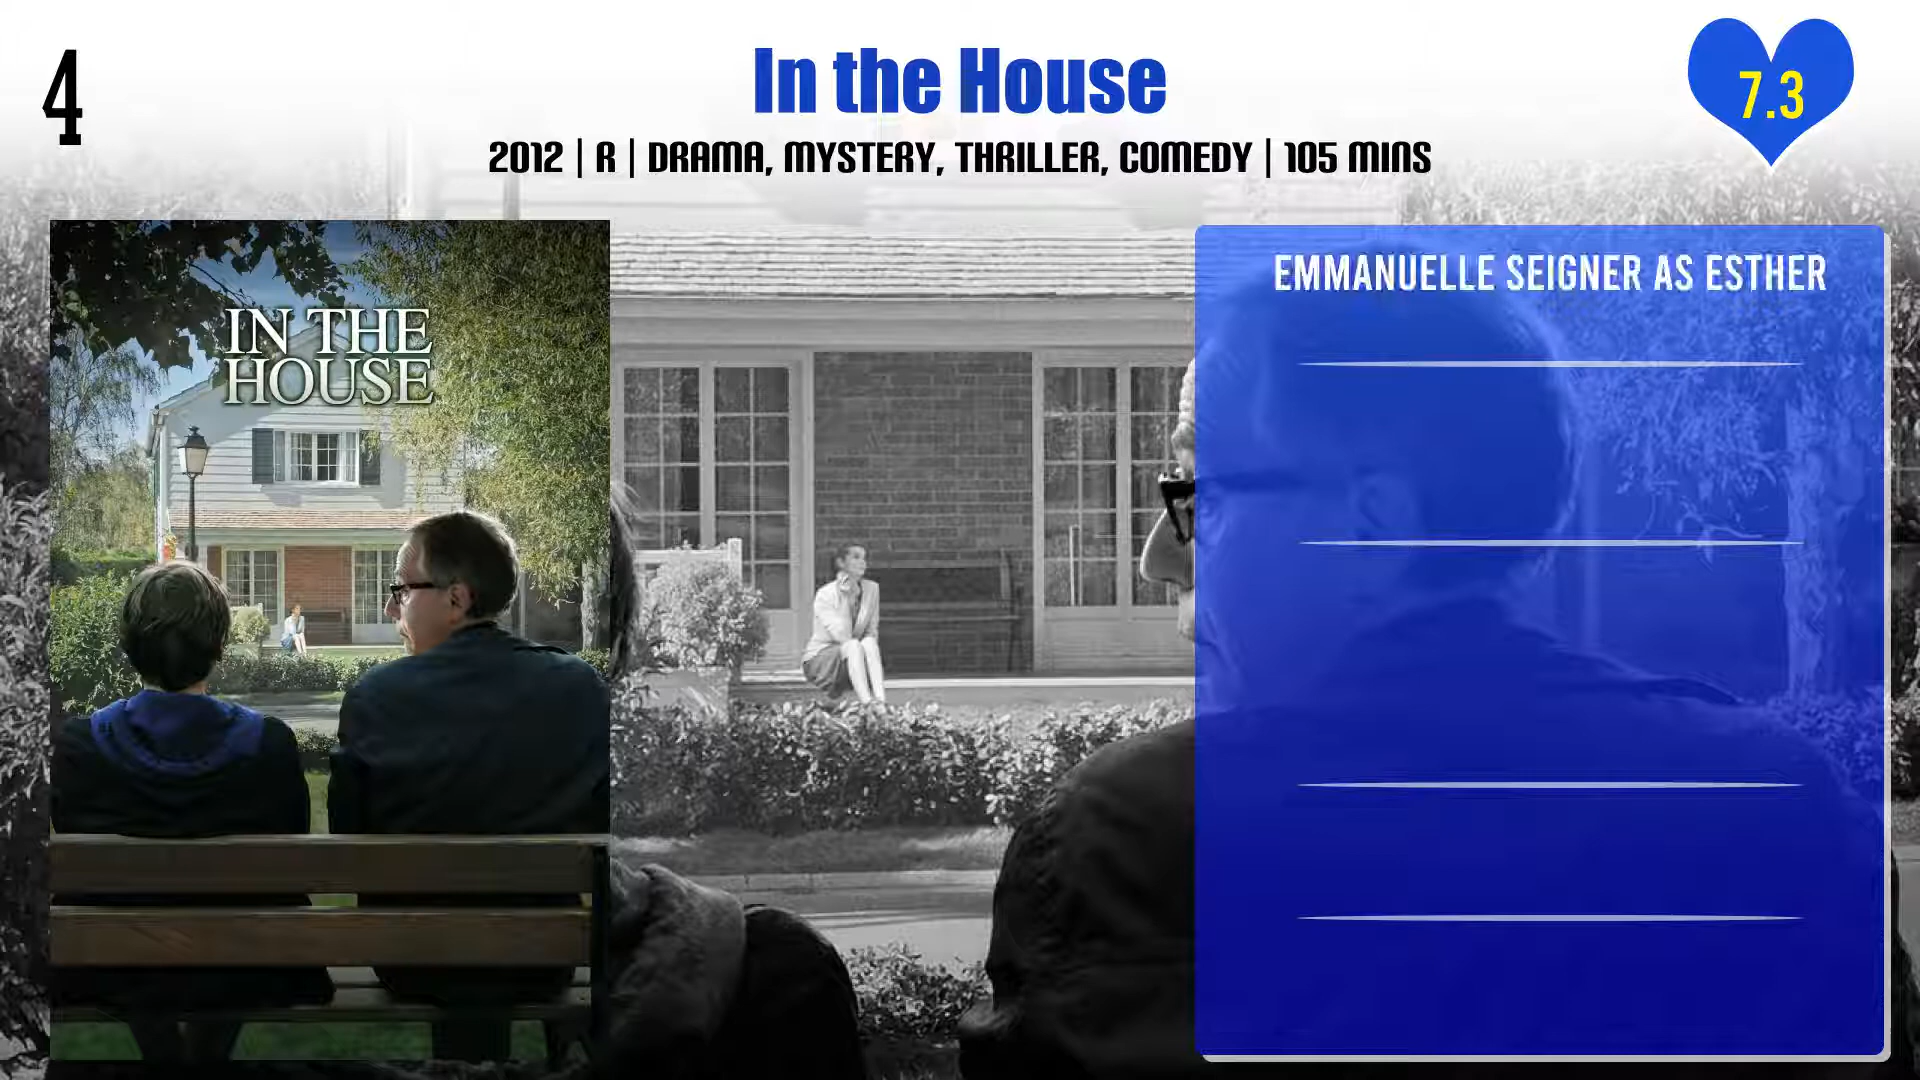 4
In the House
7.3
2012 | R | DRAMA, MYSTERY, THRILLER, COMEDY | 105 MINS
IN THE
HOUSE
EMMANUELLE SEIGNER AS ESTHER